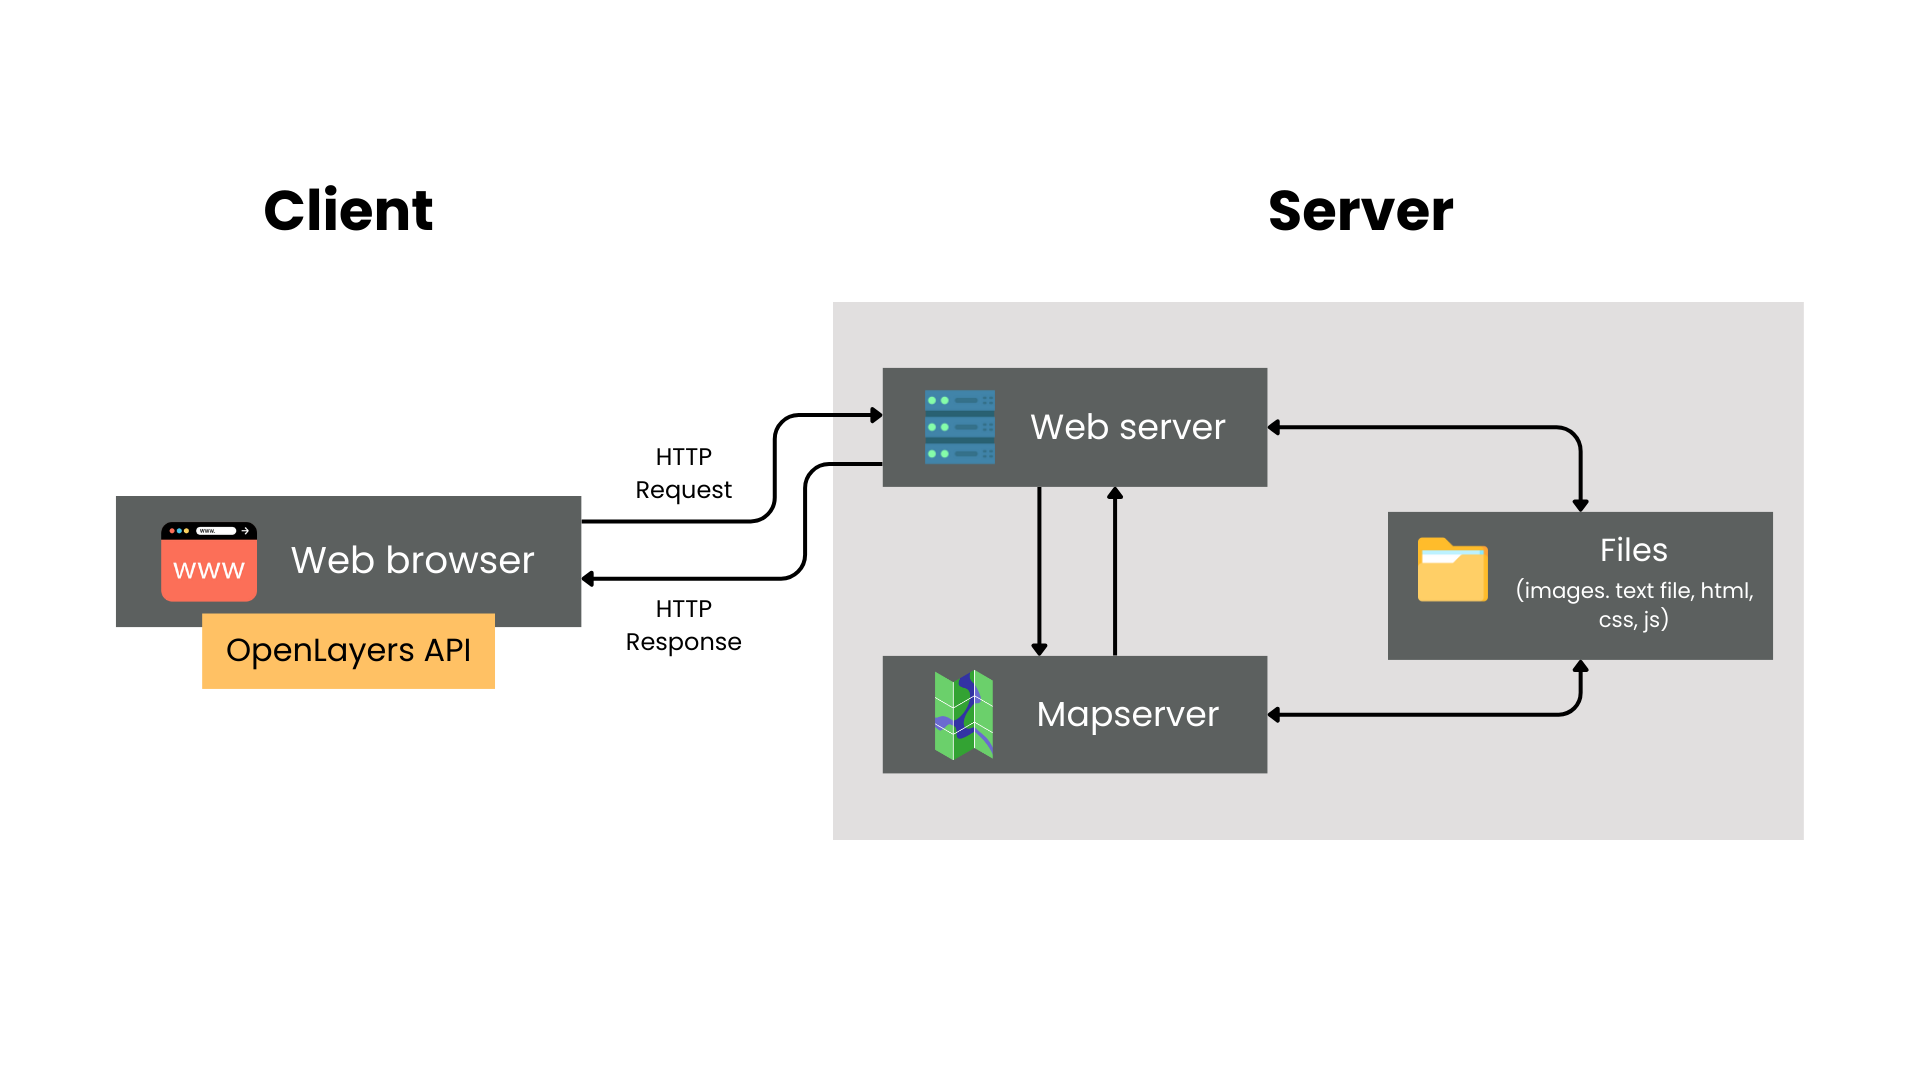 Client
Server
HTTP
Request
Web server
www.
www
Web browser
OpenLayers API
HTTP
Response
Files
(images. text file, html,
css, js)
Mapserver